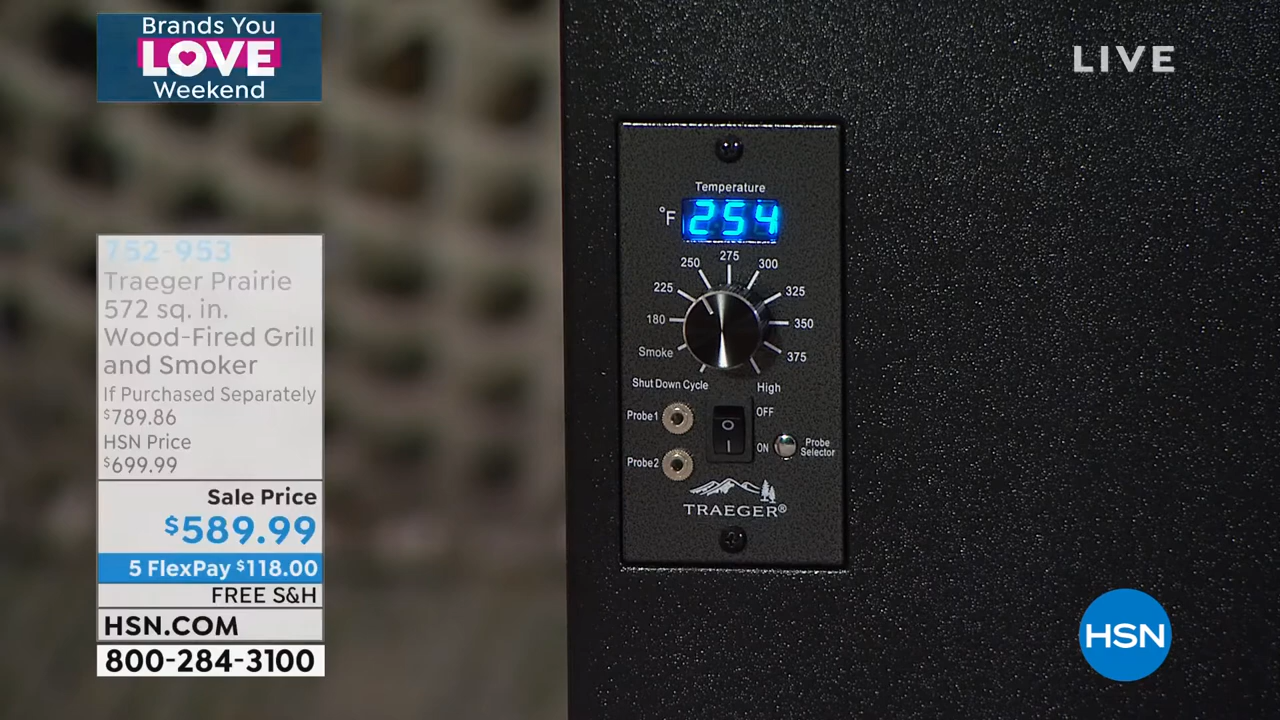 Brands You
LOVE
Weekend
LIVE
752-953
Traeger Prairie
572 sq. in.
Wood-Fired Grill
and Smoker
If Purchased Separately
$789.86
HSN Price
$699.99
Sale Price
$589.99
5 FlexPay $118.00
FREE S&H
HSN.COM
800-284-3100
Temperature
°F 254
275
250 300
225 325
180 350
Smoke 375
Shut Down Cycle High
Probe1 OFF
ON Probe Selector
Probe2
TRAEGER®
HSN